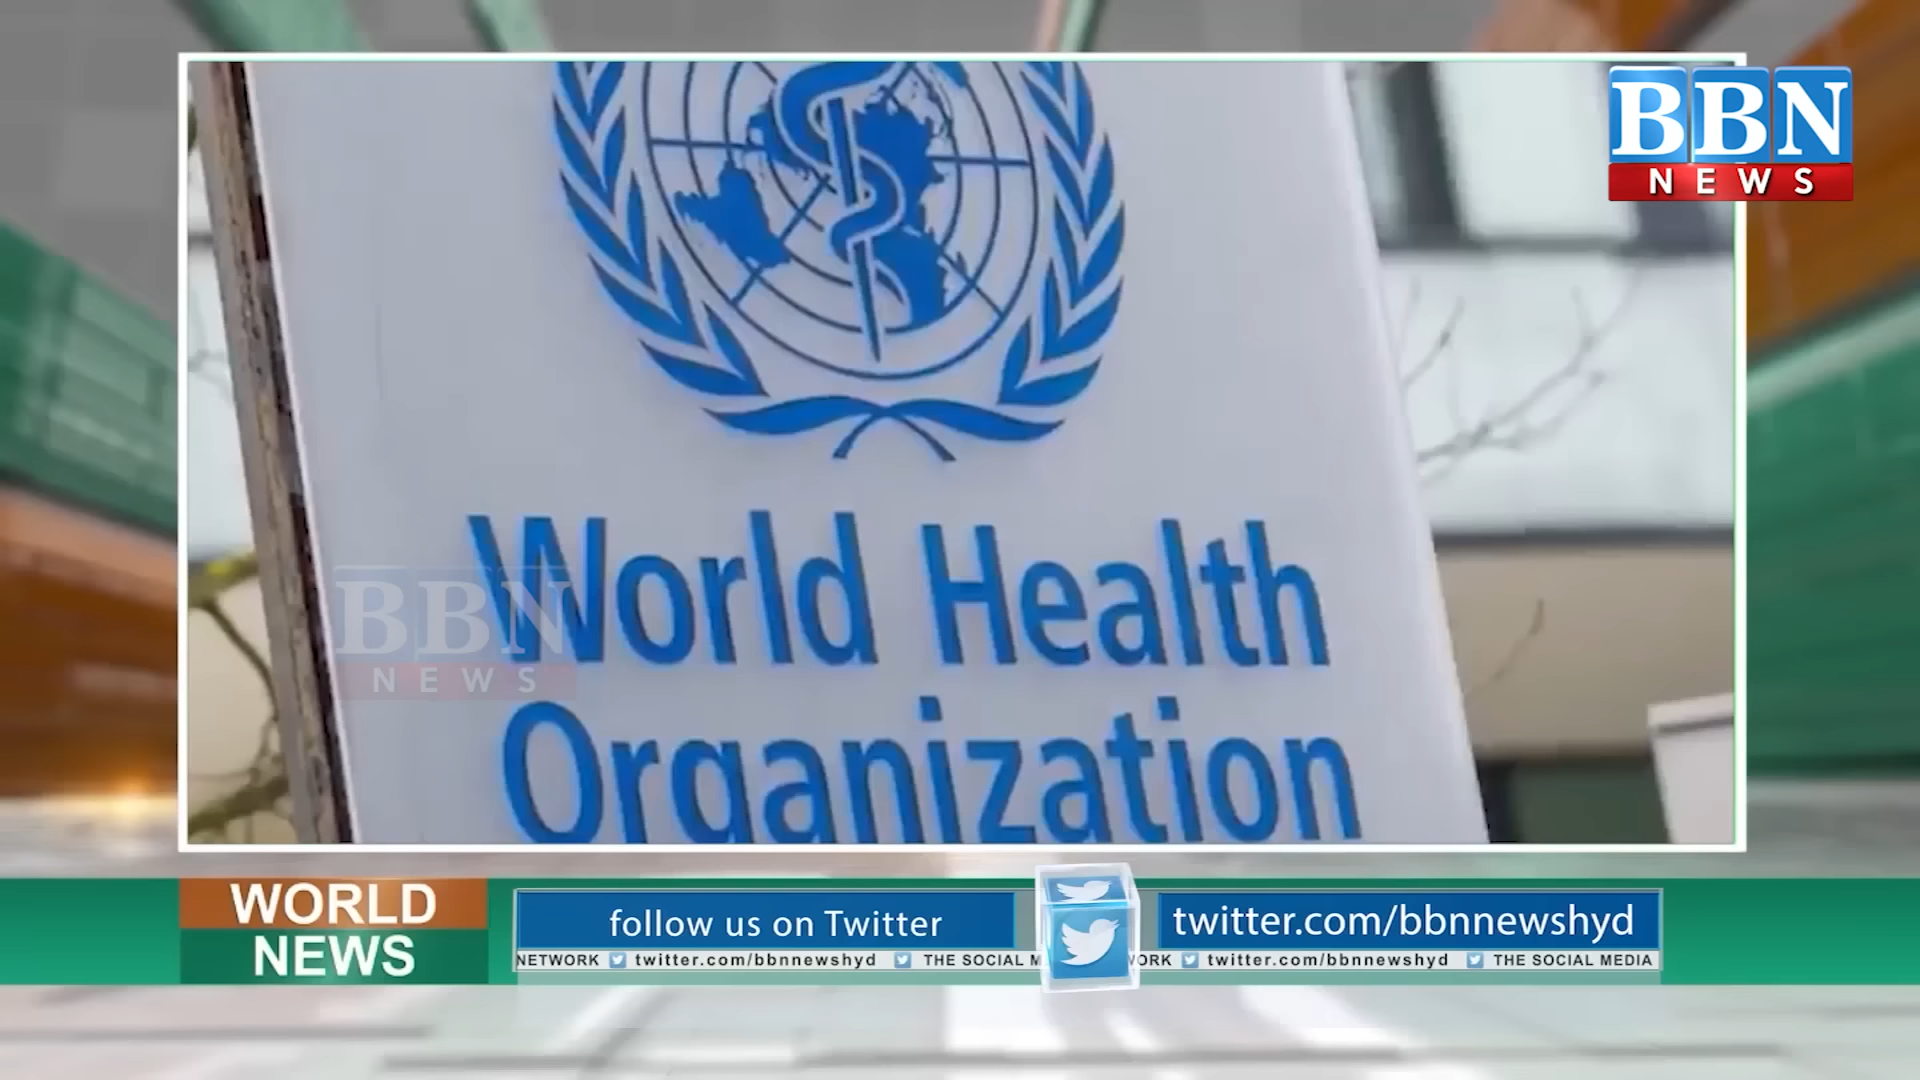 BBN
NEWS
World Health
Organization
BBN
NEWS
WORLD
NEWS
follow us on Twitter
twitter.com/bbnnewshyd
NETWORK twitter.com/bbnnewshyd THE SOCIAL M
ORK twitter.com/bbnnewshyd THE SOCIAL MEDIA